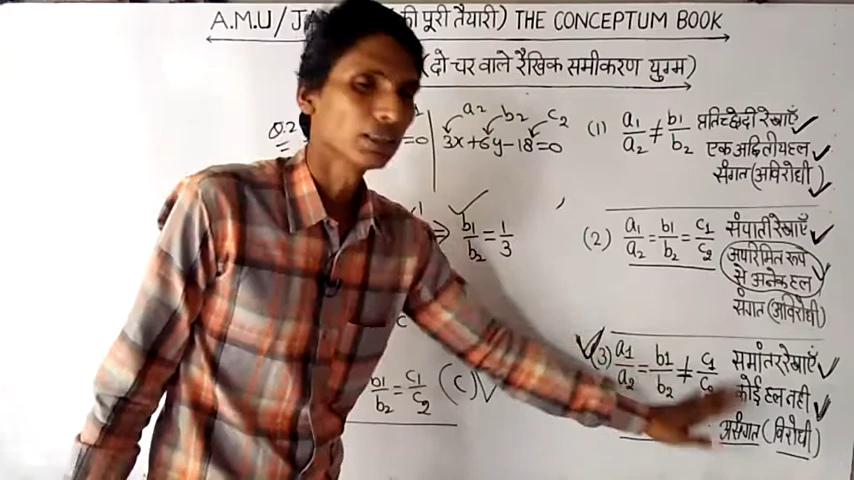 A.M.U/ की पूरी तैयारी) THE CONCEPTUM BOOK
(दो चर वाले रैखिक समीकरण युग्म)
Q.2 =0 3x+6y-18=0
a2 b2 c2
b1/b2 = 1/3
b1/b2 = c1/c2 (C)
(1) a1/a2 ≠ b1/b2 प्रतिच्छेदी रेखाएँ
एक अद्वितीय हल
संगत (अविरोधी)
(2) a1/a2 = b1/b2 = c1/c2 संपाती रेखाएँ
अपरिमित रूप
से अनेक हल
संगत (अविरोधी)
(3) a1/a2 = b1/b2 ≠ c1/c2 समांतर रेखाएँ
कोई हल नही
असंगत (विरोधी)